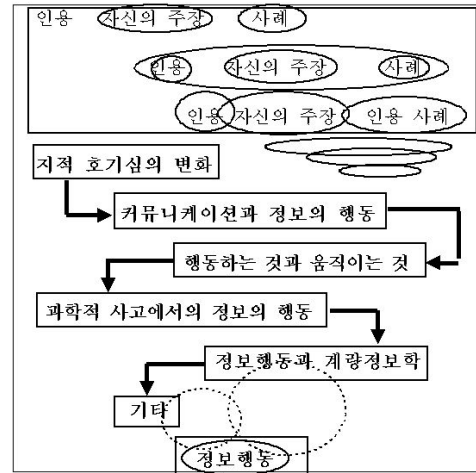 인용 자신의 주장 사례
인용 자신의 주장 사례
인용 자신의 주장 인용 사례
지적 호기심의 변화
커뮤니케이션과 정보의 행동
행동하는 것과 움직이는 것
과학적 사고에서의 정보의 행동
정보행동과 계량정보학
기타
정보행동